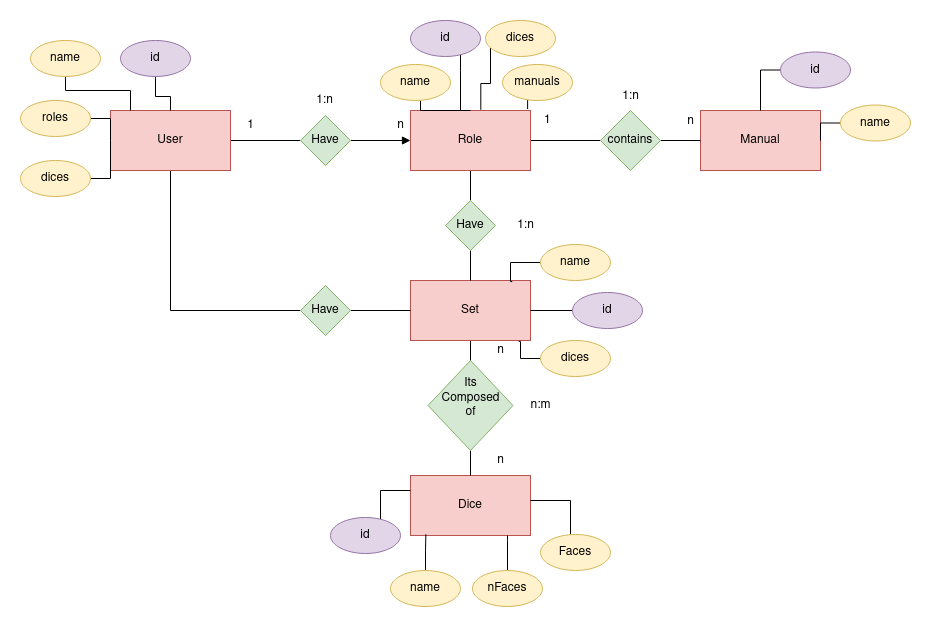 id
dices
name
id
name
manuals
id
1:n
1:n
roles
name
User
1
Have
n
Role
1
contains
n
Manual
dices
Have
1:n
name
Have
Set
id
n
dices
Its
Composed
of
n:m
n
Dice
id
Faces
name
nFaces